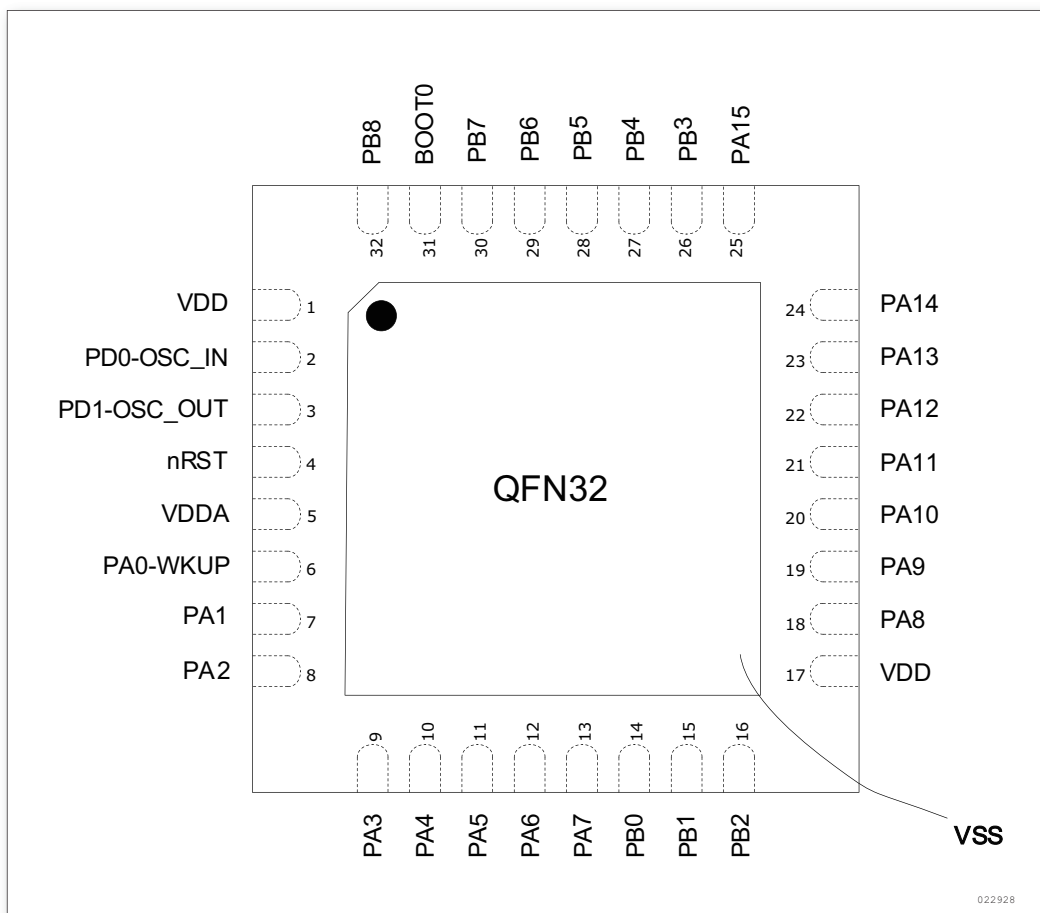 PB8
BOOT0
PB7
PB6
PB5
PB4
PB3
PA15
32
31
30
29
28
27
26
25
VDD 1
PD0-OSC_IN 2
PD1-OSC_OUT 3
nRST 4
VDDA 5
PA0-WKUP 6
PA1 7
PA2 8
QFN32
24 PA14
23 PA13
22 PA12
21 PA11
20 PA10
19 PA9
18 PA8
17 VDD
9
10
11
12
13
14
15
16
PA3
PA4
PA5
PA6
PA7
PB0
PB1
PB2
VSS
022928